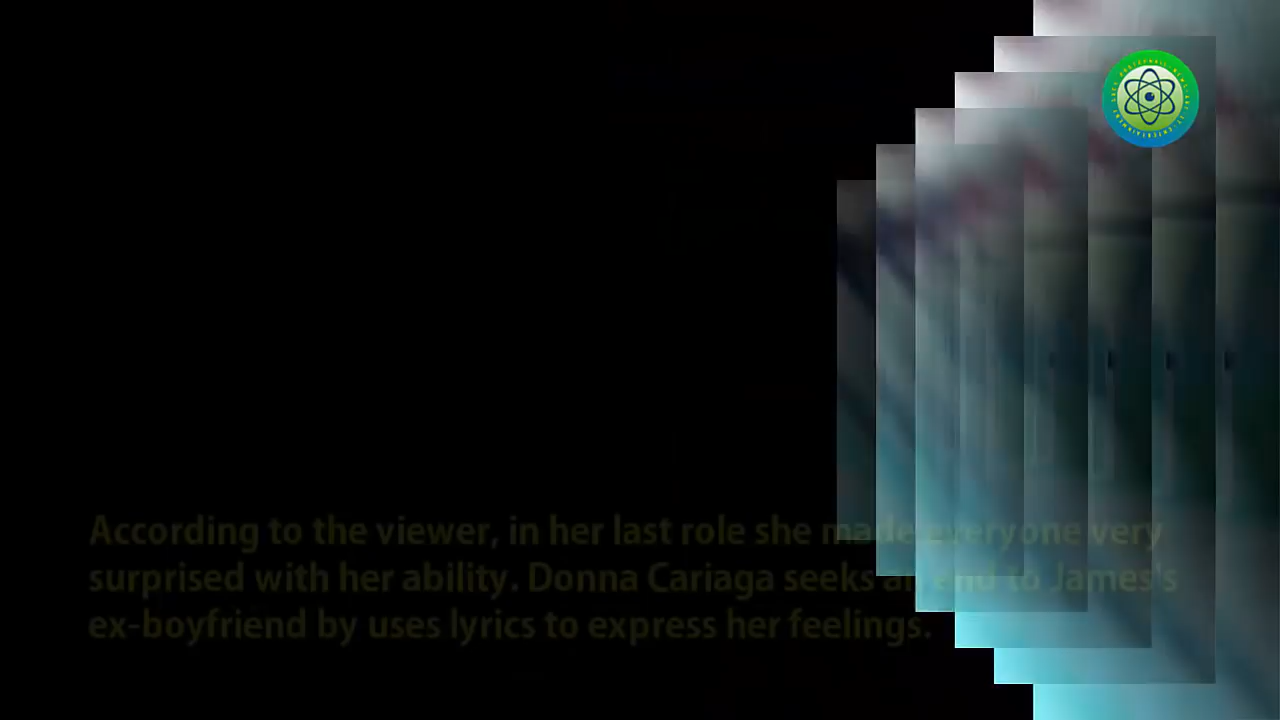 According to the viewer, in her last role she made everyone very
surprised with her ability. Donna Cariaga seeks an end to James's
ex-boyfriend by uses lyrics to express her feelings.